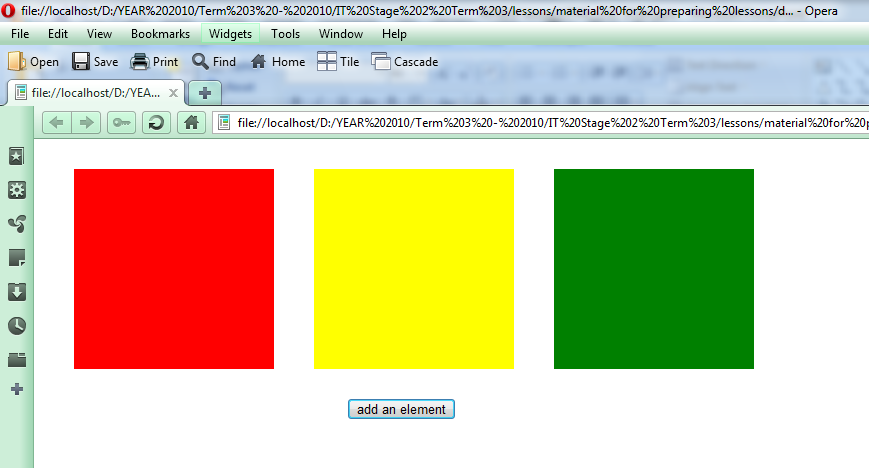 file://localhost/D:/YEAR%202010/Term%203%20-%202010/IT%20Stage%202%20Term%203/lessons/material%20for%20preparing%20lessons/d... - Opera
File Edit View Bookmarks Widgets Tools Window Help
Open Save Print Find Home Tile Cascade
file://localhost/D:/YEA...
file://localhost/D:/YEAR%202010/Term%203%20-%202010/IT%20Stage%202%20Term%203/lessons/material%20for%20p
add an element